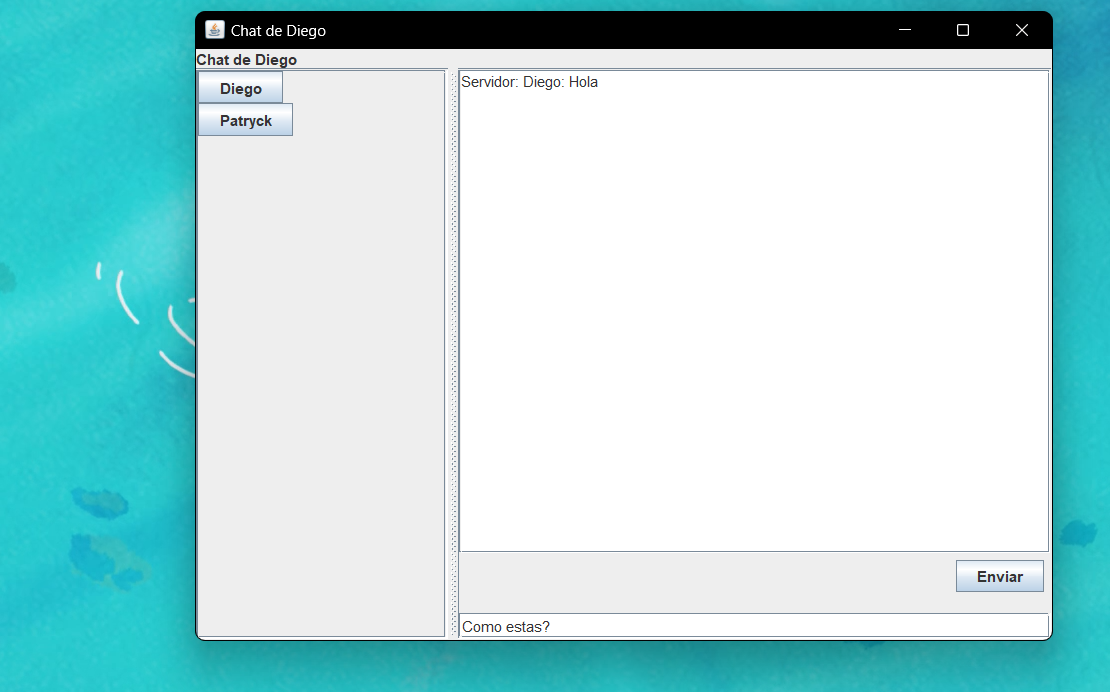 Chat de Diego
Chat de Diego
Diego
Patryck
Servidor: Diego: Hola
Enviar
Como estas?